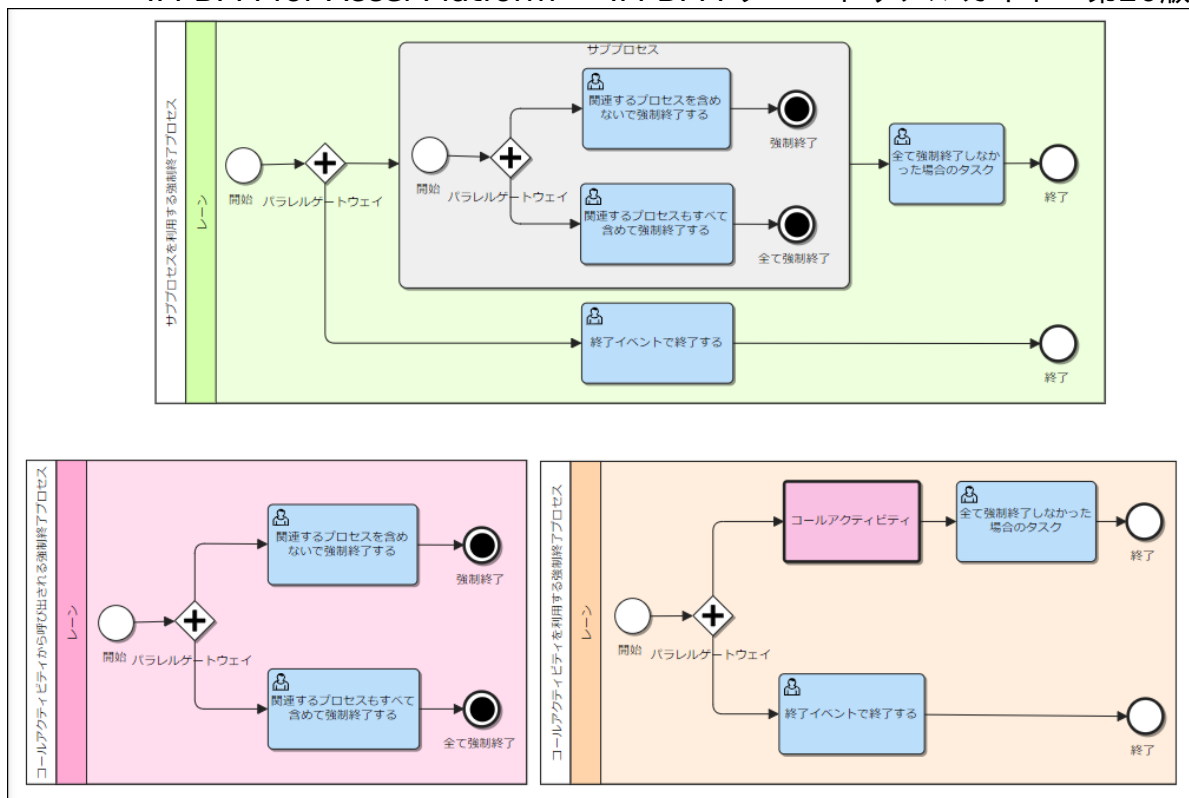 サブプロセスを利用する強制終了プロセス
レーン
開始
パラレルゲートウェイ
サブプロセス
開始
パラレルゲートウェイ
関連するプロセスを含め
ないで強制終了する
強制終了
関連するプロセスもすべて
含めて強制終了する
全て強制終了
全て強制終了しなか
った場合のタスク
終了
終了イベントで終了する
終了
コールアクティビティから呼び出される強制終了プロセス
レーン
開始
パラレルゲートウェイ
関連するプロセスを含め
ないで強制終了する
強制終了
関連するプロセスもすべて
含めて強制終了する
全て強制終了
コールアクティビティを利用する強制終了プロセス
レーン
開始
パラレルゲートウェイ
コールアクティビティ
全て強制終了しなかった
場合のタスク
終了
終了イベントで終了する
終了